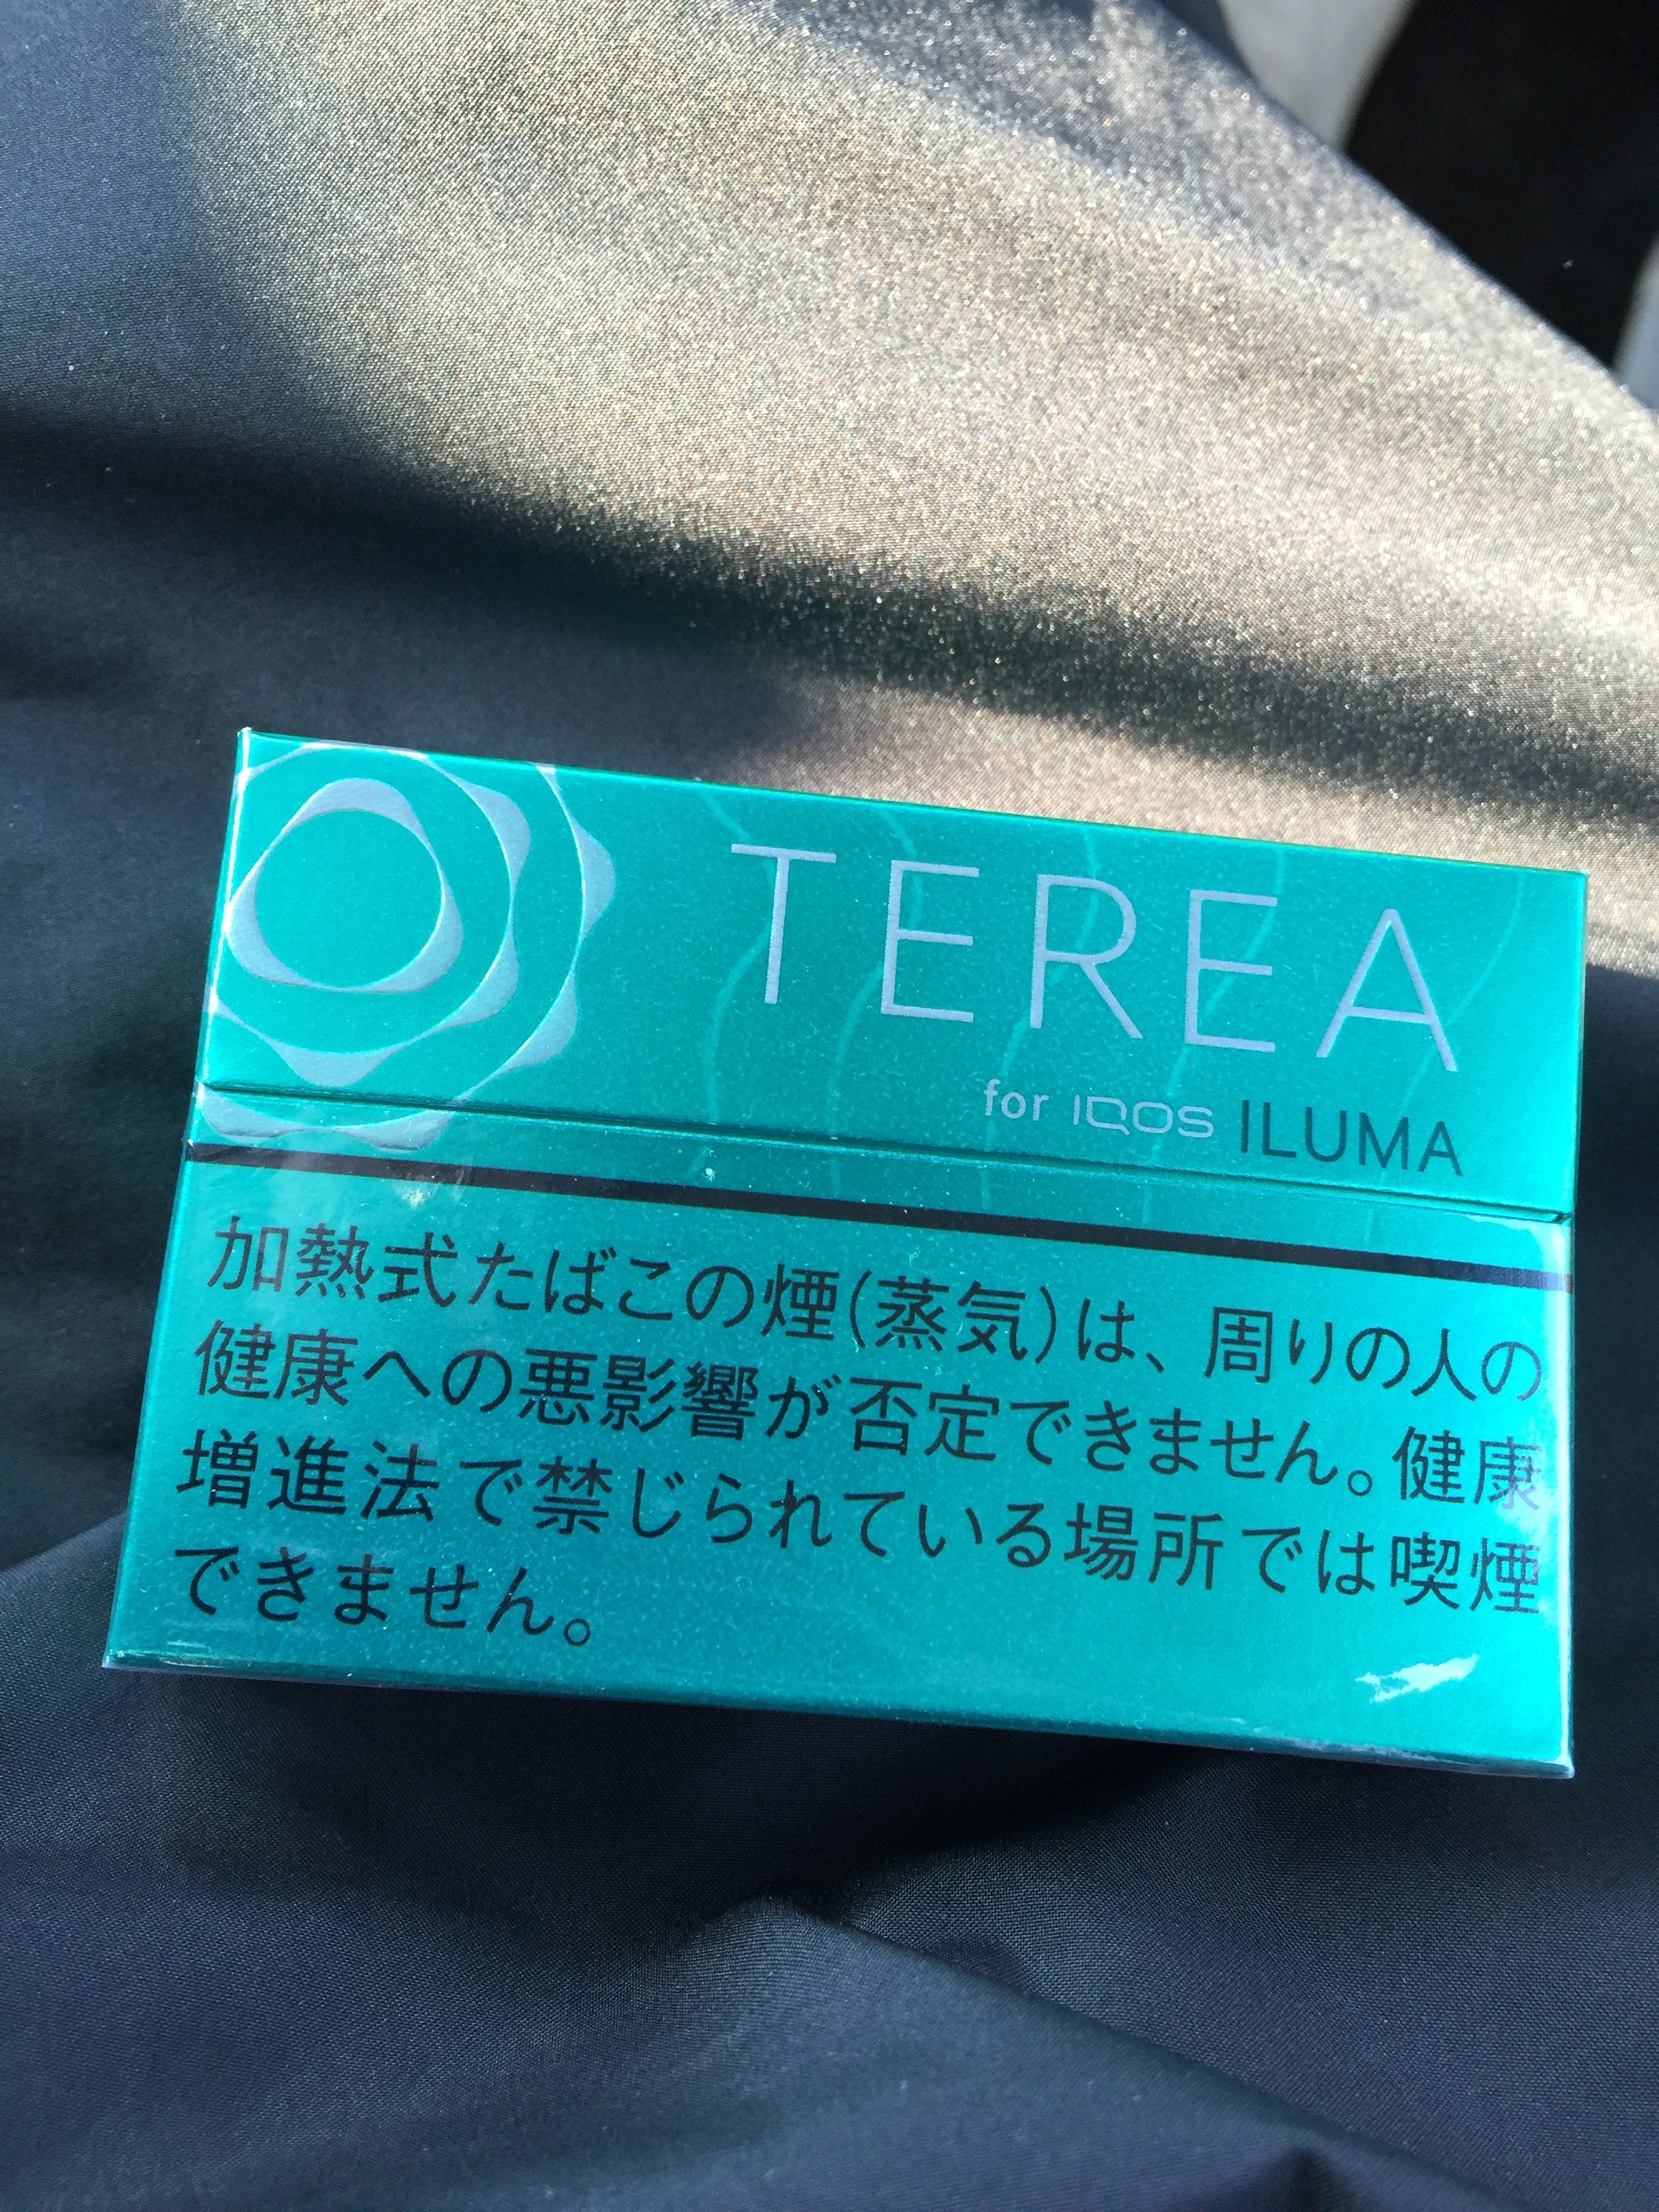 TEREA
for IQOS ILUMA
加熱式たばこの煙(蒸気)は、周りの人の
健康への悪影響が否定できません。健康
増進法で禁じられている場所では喫煙
できません。